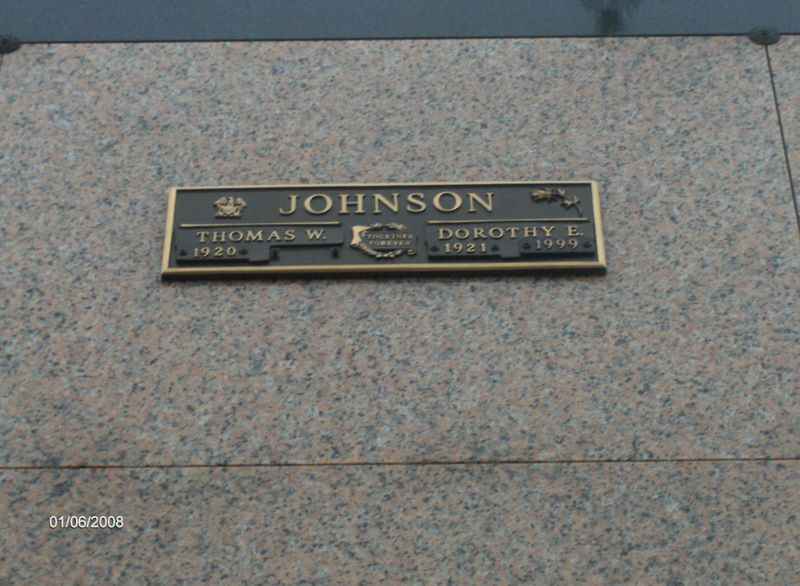 JOHNSON
THOMAS W.
1920
TOGETHER
FOREVER
DOROTHY E.
1921 1999
01/06/2008